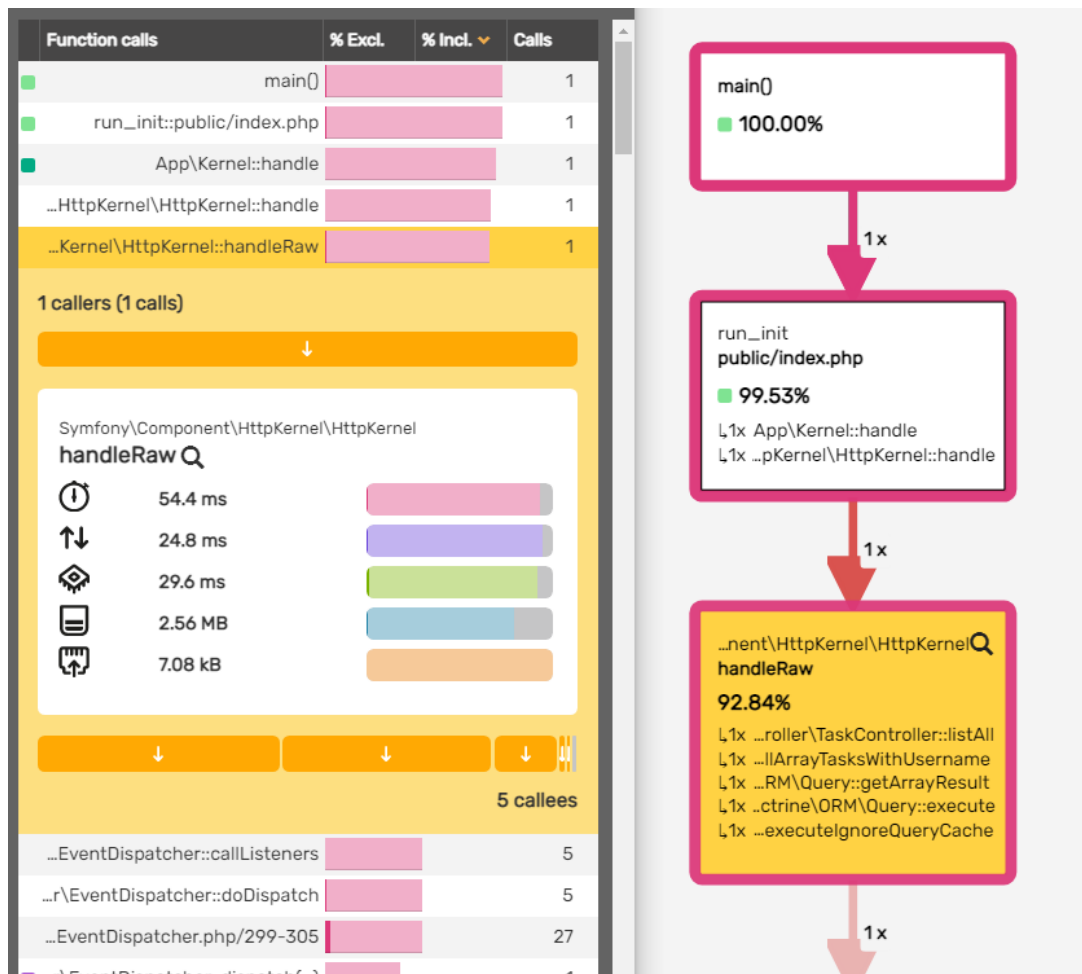 Function calls % Excl. % Incl. Calls
main() 1
run_init::public/index.php 1
App\Kernel::handle 1
…HttpKernel\HttpKernel::handle 1
…Kernel\HttpKernel::handleRaw 1
1 callers (1 calls)
Symfony\Component\HttpKernel\HttpKernel
handleRaw
54.4 ms
24.8 ms
29.6 ms
2.56 MB
7.08 kB
5 callees
…EventDispatcher::callListeners 5
…r\EventDispatcher::doDispatch 5
…EventDispatcher.php/299-305 27
main()
100.00%
1 x
run_init
public/index.php
99.53%
↳1x App\Kernel::handle
↳1x …pKernel\HttpKernel::handle
1 x
…nent\HttpKernel\HttpKernel
handleRaw
92.84%
↳1x …roller\TaskController::listAll
↳1x …llArrayTasksWithUsername
↳1x …RM\Query::getArrayResult
↳1x …ctrine\ORM\Query::execute
↳1x …executeIgnoreQueryCache
1 x